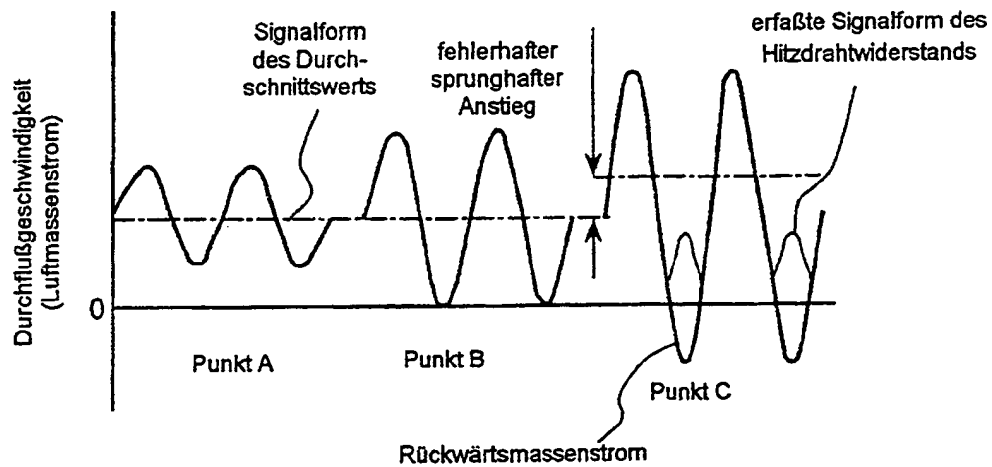 Signalform
des Durch-
schnittswerts
fehlerhafter
sprunghafter
Anstieg
erfaßte Signalform des
Hitzdrahtwiderstands
Durchflußgeschwindigkeit
(Luftmassenstrom)
0
Punkt A
Punkt B
Punkt C
Rückwärtsmassenstrom